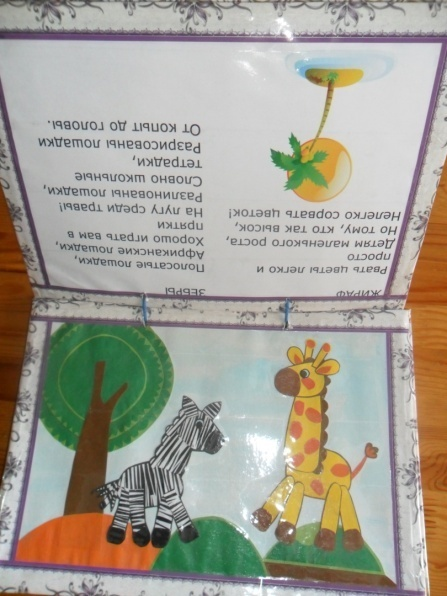 ЖИРАФ
Рвать цветы легко и
просто
Детям маленького роста,
Но тому, кто так высок,
Нелегко сорвать цветок!
ЗЕБРЫ
Полосатые лошадки,
Африканские лошадки,
Хорошо играть вам в
прятки
На лугу среди травы!
Разлинованы лошадки,
Словно школьные
тетрадки,
Разрисованы лошадки
От копыт до головы.